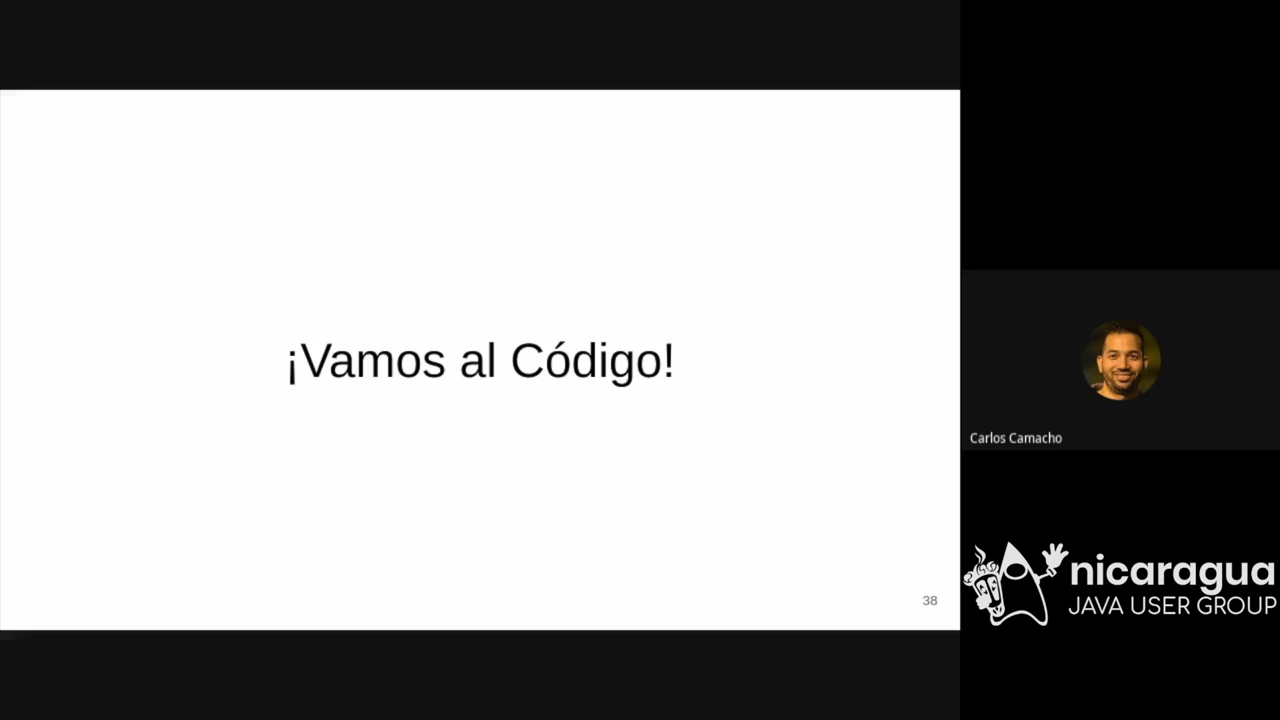 ¡Vamos al Código!
38
Carlos Camacho
nicaragua
JAVA USER GROUP